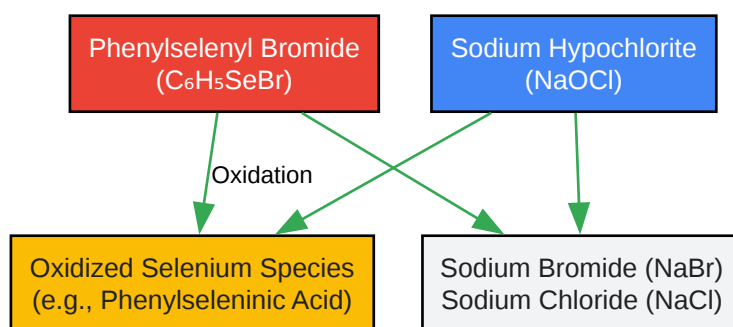 Phenylselenyl Bromide
(C₆H₅SeBr)
Sodium Hypochlorite
(NaOCl)
Oxidation
Oxidized Selenium Species
(e.g., Phenylseleninic Acid)
Sodium Bromide (NaBr)
Sodium Chloride (NaCl)